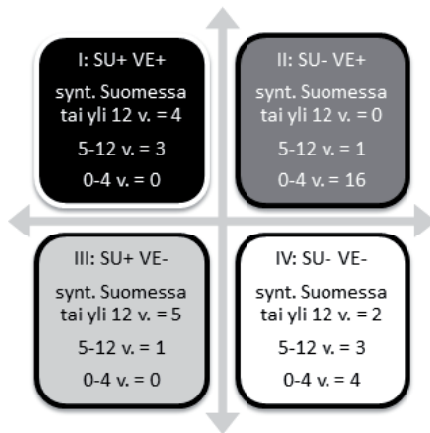 I: SU+ VE+
synt. Suomessa
tai yli 12 v. = 4
5-12 v. = 3
0-4 v. = 0
II: SU- VE+
synt. Suomessa
tai yli 12 v. = 0
5-12 v. = 1
0-4 v. = 16
III: SU+ VE-
synt. Suomessa
tai yli 12 v. = 5
5-12 v. = 1
0-4 v. = 0
IV: SU- VE-
synt. Suomessa
tai yli 12 v. = 2
5-12 v. = 3
0-4 v. = 4